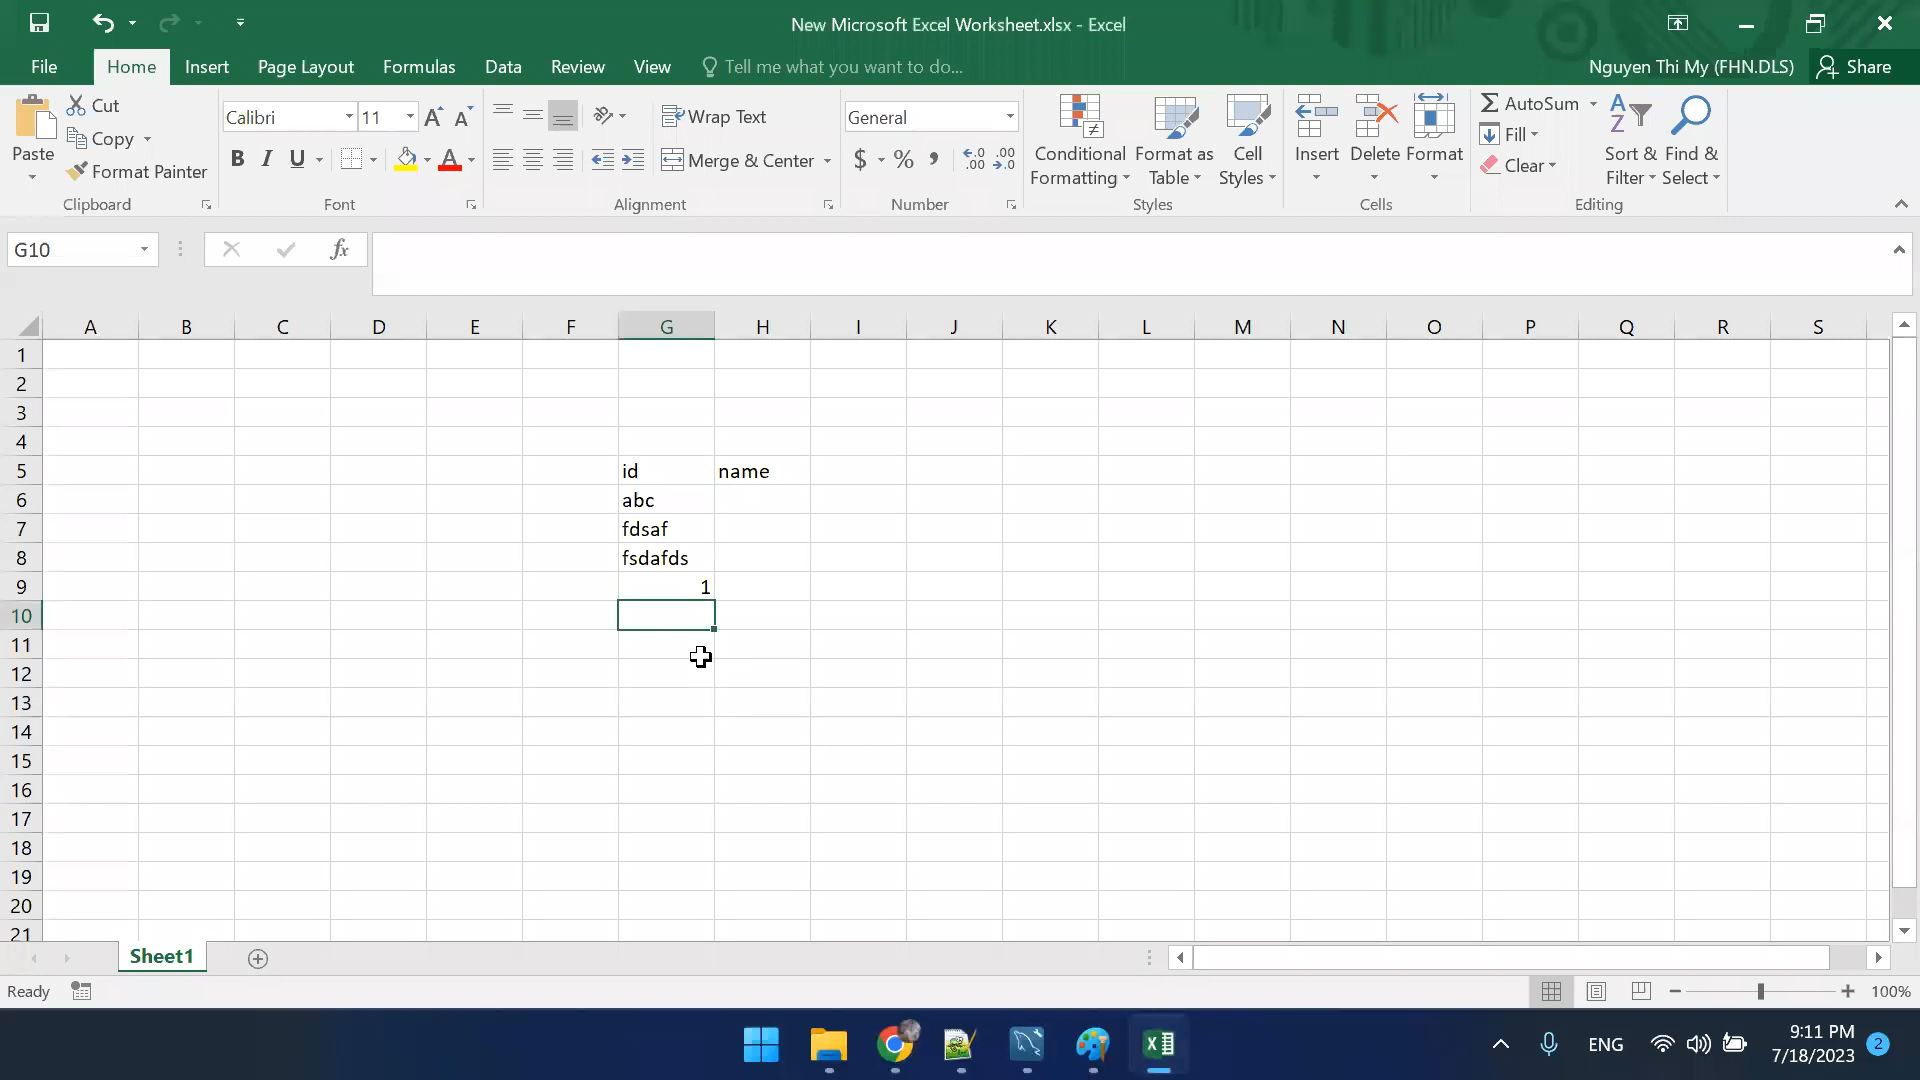 New Microsoft Excel Worksheet.xlsx - Excel
File Home Insert Page Layout Formulas Data Review View Tell me what you want to do... Nguyen Thi My (FHN.DLS) Share
Paste
Cut
Copy
Format Painter
Clipboard
Calibri 11
B I U
Font
Wrap Text
Merge & Center
Alignment
General
$ % ,
Number
Conditional Formatting
Format as Table
Cell Styles
Styles
Insert Delete Format
Cells
AutoSum
Fill
Clear
Sort & Filter
Find & Select
Editing
G10 fx
A B C D E F G H I J K L M N O P Q R S
1
2
3
4
5 id name
6 abc
7 fdsaf
8 fsdafds
9 1
10
11
12
13
14
15
16
17
18
19
20
21
Sheet1
Ready 100%
ENG 9:11 PM
7/18/2023 2